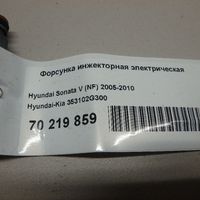 Форсунка инжекторная электрическая
Hyundai Sonata V (NF) 2005-2010
Hyundai-Kia 353102G300
70 219 859